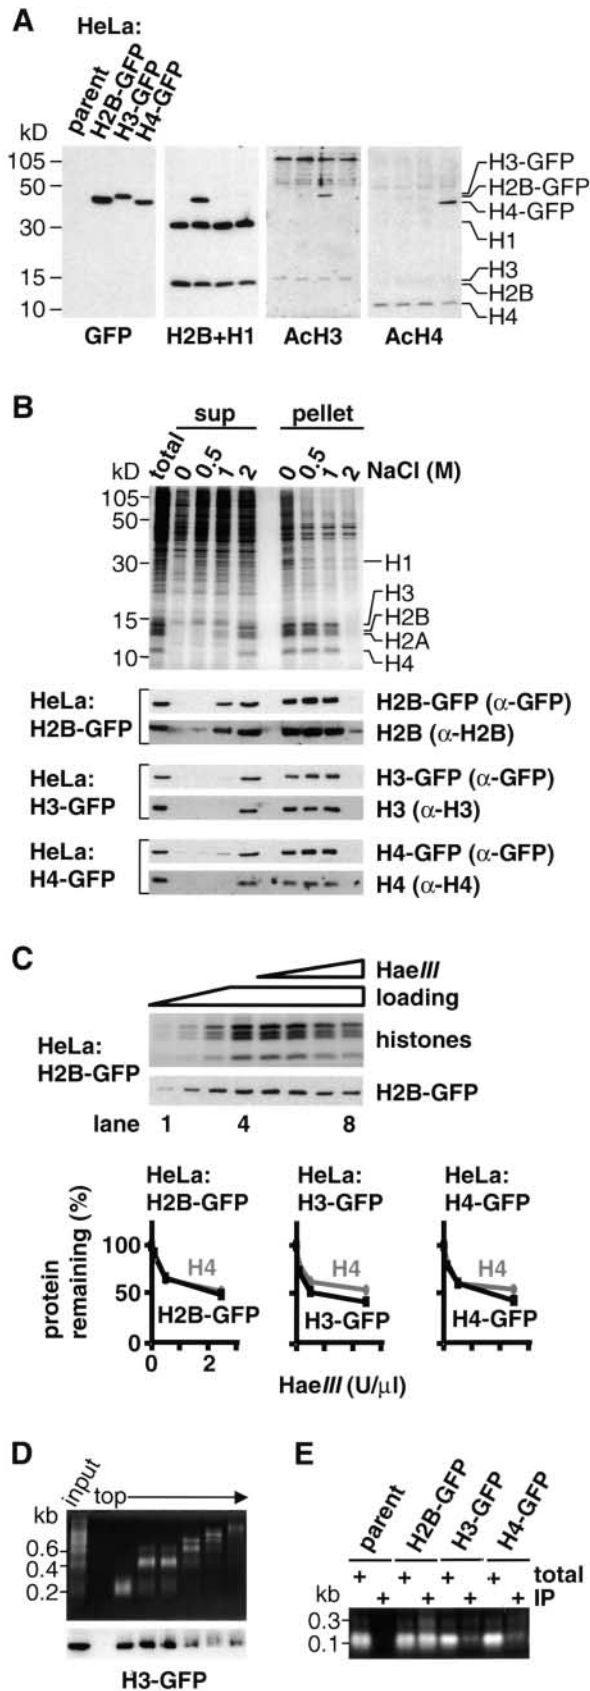 A
HeLa:
parent
H2B-GFP
H3-GFP
H4-GFP
kD
105
50
30
15
10
H3-GFP
H2B-GFP
H4-GFP
H1
H3
H2B
H4
GFP H2B+H1 AcH3 AcH4
B
sup pellet
kD total 0 0.5 1 2 0 0.5 1 2 NaCl (M)
105
50
30
15
10
H1
H3
H2B
H2A
H4
HeLa:
H2B-GFP
H2B-GFP (α-GFP)
H2B (α-H2B)
HeLa:
H3-GFP
H3-GFP (α-GFP)
H3 (α-H3)
HeLa:
H4-GFP
H4-GFP (α-GFP)
H4 (α-H4)
C
HaeIII
loading
HeLa:
H2B-GFP
histones
H2B-GFP
lane 1 4 8
HeLa:
H2B-GFP
HeLa:
H3-GFP
HeLa:
H4-GFP
protein
remaining (%)
100
50
0
H4
H2B-GFP
H4
H3-GFP
H4
H4-GFP
0 2
HaeIII (U/μl)
D
input
top
kb
0.6
0.4
0.2
H3-GFP
E
parent
H2B-GFP
H3-GFP
H4-GFP
+ + + + total
+ + + + IP
kb
0.3
0.1